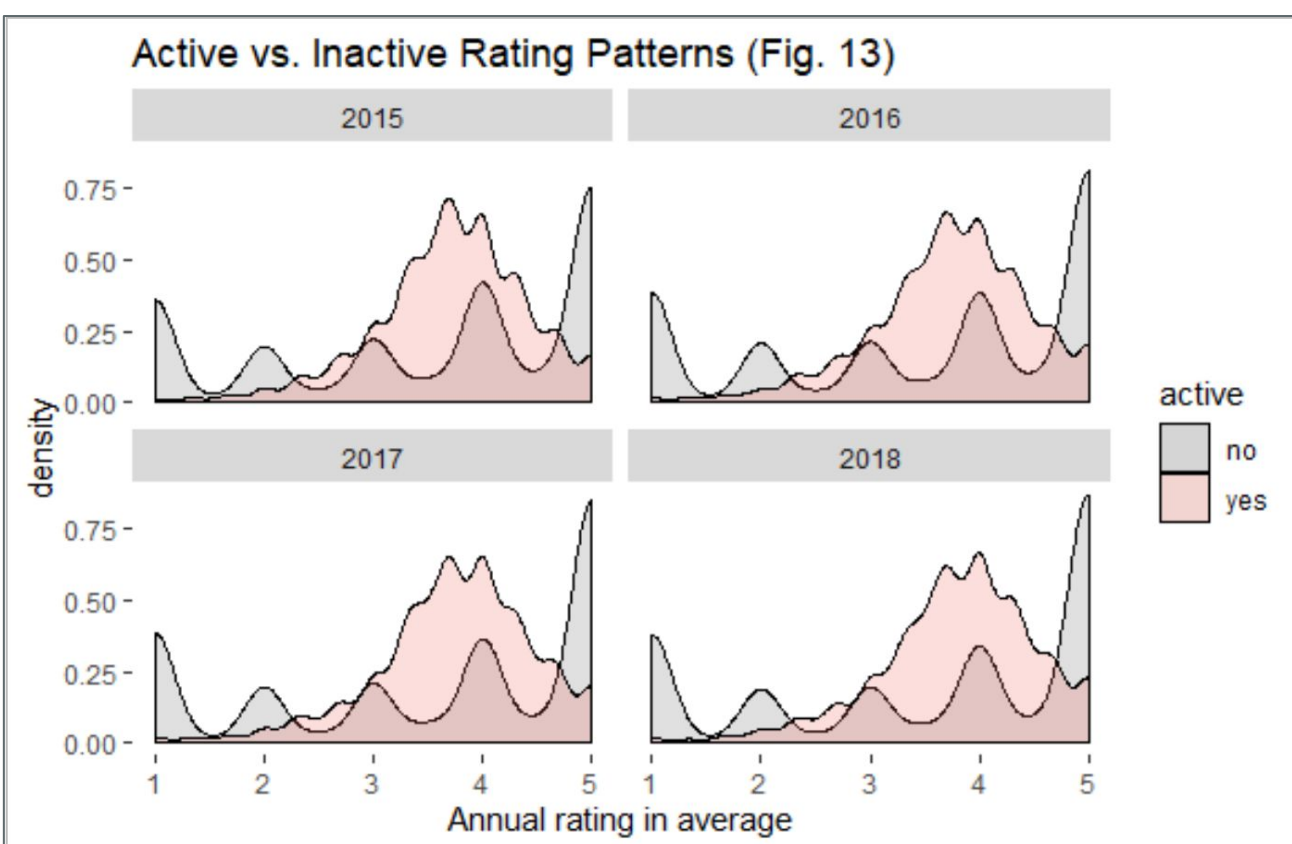 Active vs. Inactive Rating Patterns (Fig. 13)
2015
2016
0.75
0.50
0.25
0.00
2017
2018
0.75
0.50
0.25
0.00
1 2 3 4 5
1 2 3 4 5
density
Annual rating in average
active
no
yes